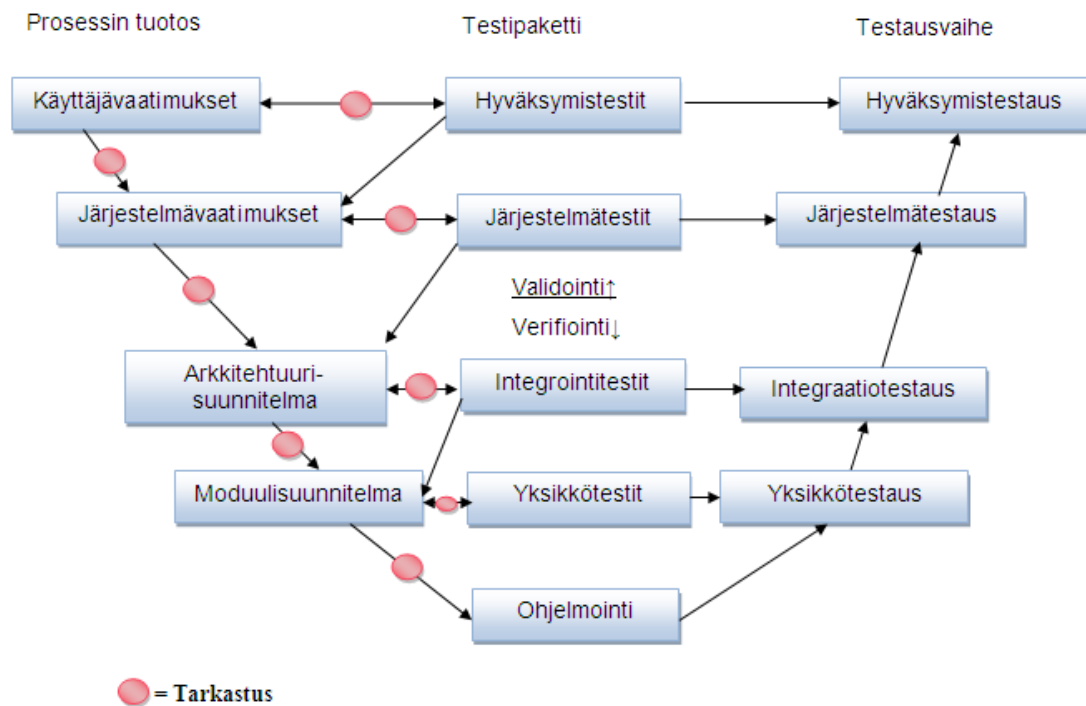 Prosessin tuotos
Testipaketti
Testausvaihe
Käyttäjävaatimukset
Hyväksymistestit
Hyväksymistestaus
Järjestelmävaatimukset
Järjestelmätestit
Järjestelmätestaus
Validointi↑
Verifiointi↓
Arkkitehtuuri-
suunnitelma
Integrointitestit
Integraatiotestaus
Moduulisuunnitelma
Yksikkötestit
Yksikkötestaus
Ohjelmointi
= Tarkastus